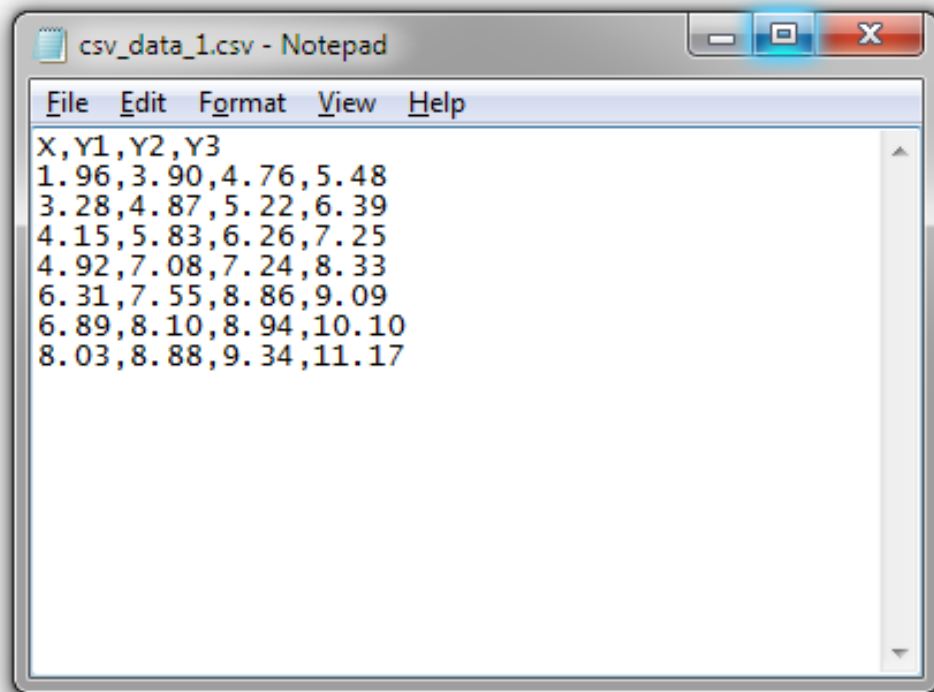 csv_data_1.csv - Notepad
File Edit Format View Help
X,Y1,Y2,Y3
1.96,3.90,4.76,5.48
3.28,4.87,5.22,6.39
4.15,5.83,6.26,7.25
4.92,7.08,7.24,8.33
6.31,7.55,8.86,9.09
6.89,8.10,8.94,10.10
8.03,8.88,9.34,11.17